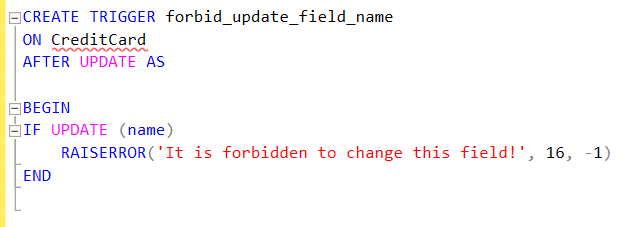 CREATE TRIGGER forbid_update_field_name
ON CreditCard
AFTER UPDATE AS
BEGIN
IF UPDATE (name)
RAISERROR('It is forbidden to change this field!', 16, -1)
END